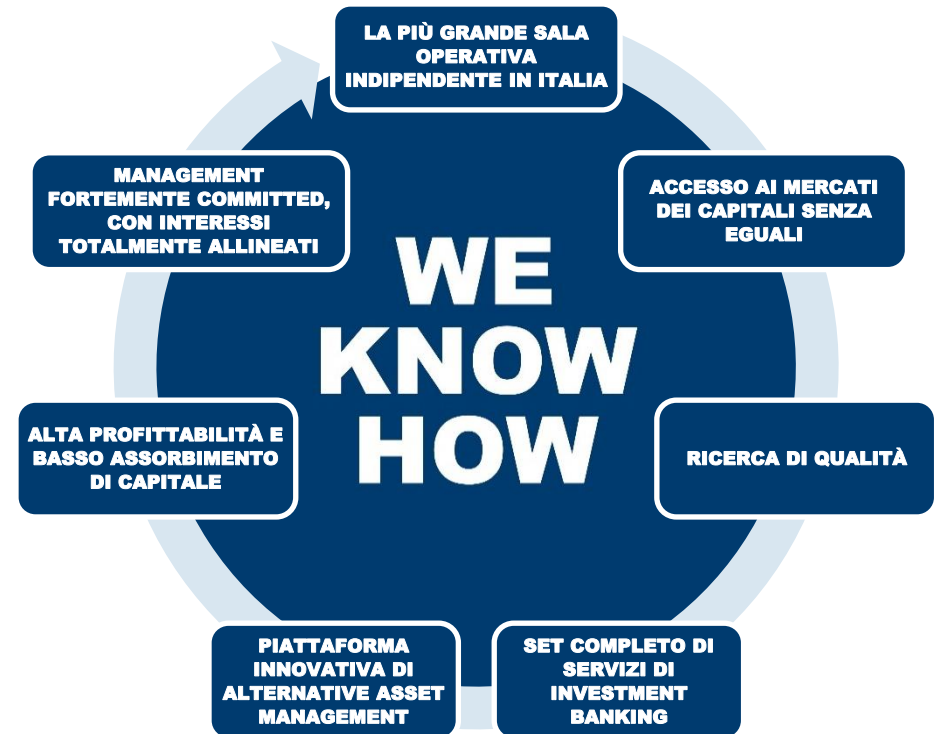 LA PIÙ GRANDE SALA
OPERATIVA
INDIPENDENTE IN ITALIA
ACCESSO AI MERCATI
DEI CAPITALI SENZA
EGUALI
RICERCA DI QUALITÀ
SET COMPLETO DI
SERVIZI DI
INVESTMENT
BANKING
PIATTAFORMA
INNOVATIVA DI
ALTERNATIVE ASSET
MANAGEMENT
ALTA PROFITTABILITÀ E
BASSO ASSORBIMENTO
DI CAPITALE
MANAGEMENT
FORTEMENTE COMMITTED,
CON INTERESSI
TOTALMENTE ALLINEATI
WE
KNOW
HOW